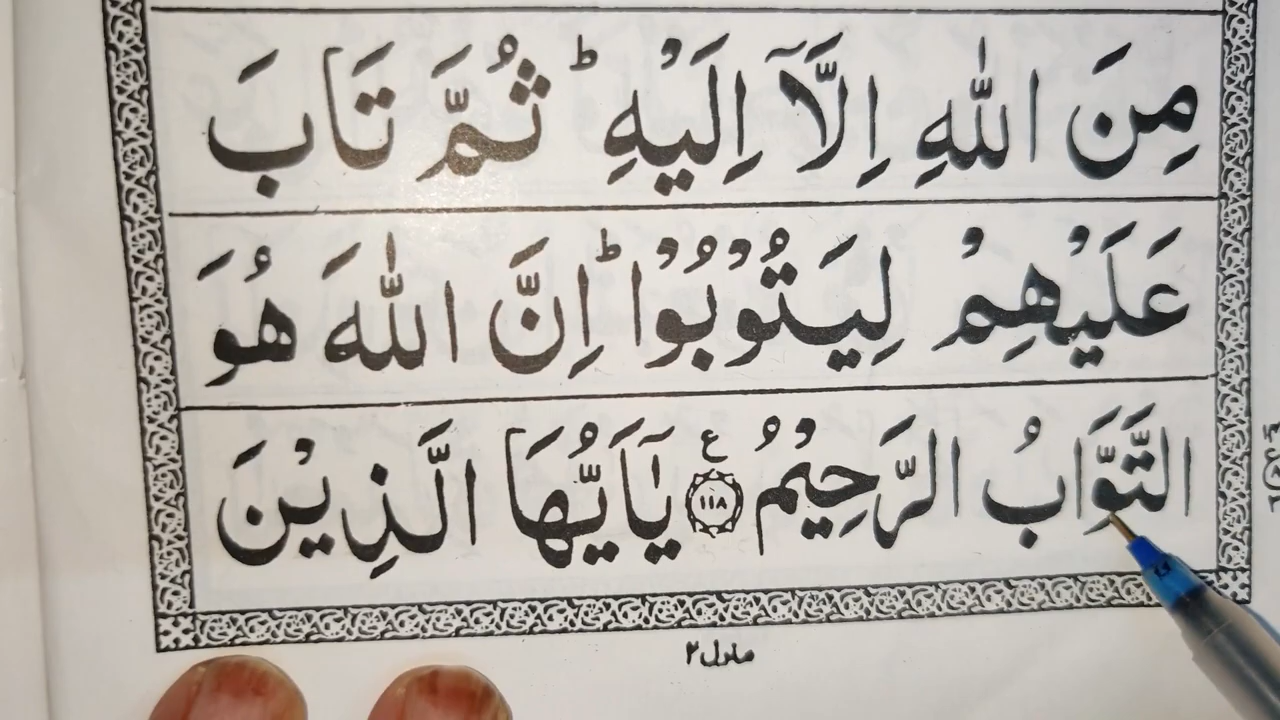 مِنَ اللّٰهِ اِلَّاۤ اِلَيْهِ ؕ ثُمَّ تَابَ
عَلَيْهِمْ لِيَتُوْبُوْا ؕ اِنَّ اللّٰهَ هُوَ
التَّوَّابُ الرَّحِيْمُ ﴿۱۱۸﴾ ع يٰۤاَيُّهَا الَّذِيْنَ
منزل ۲